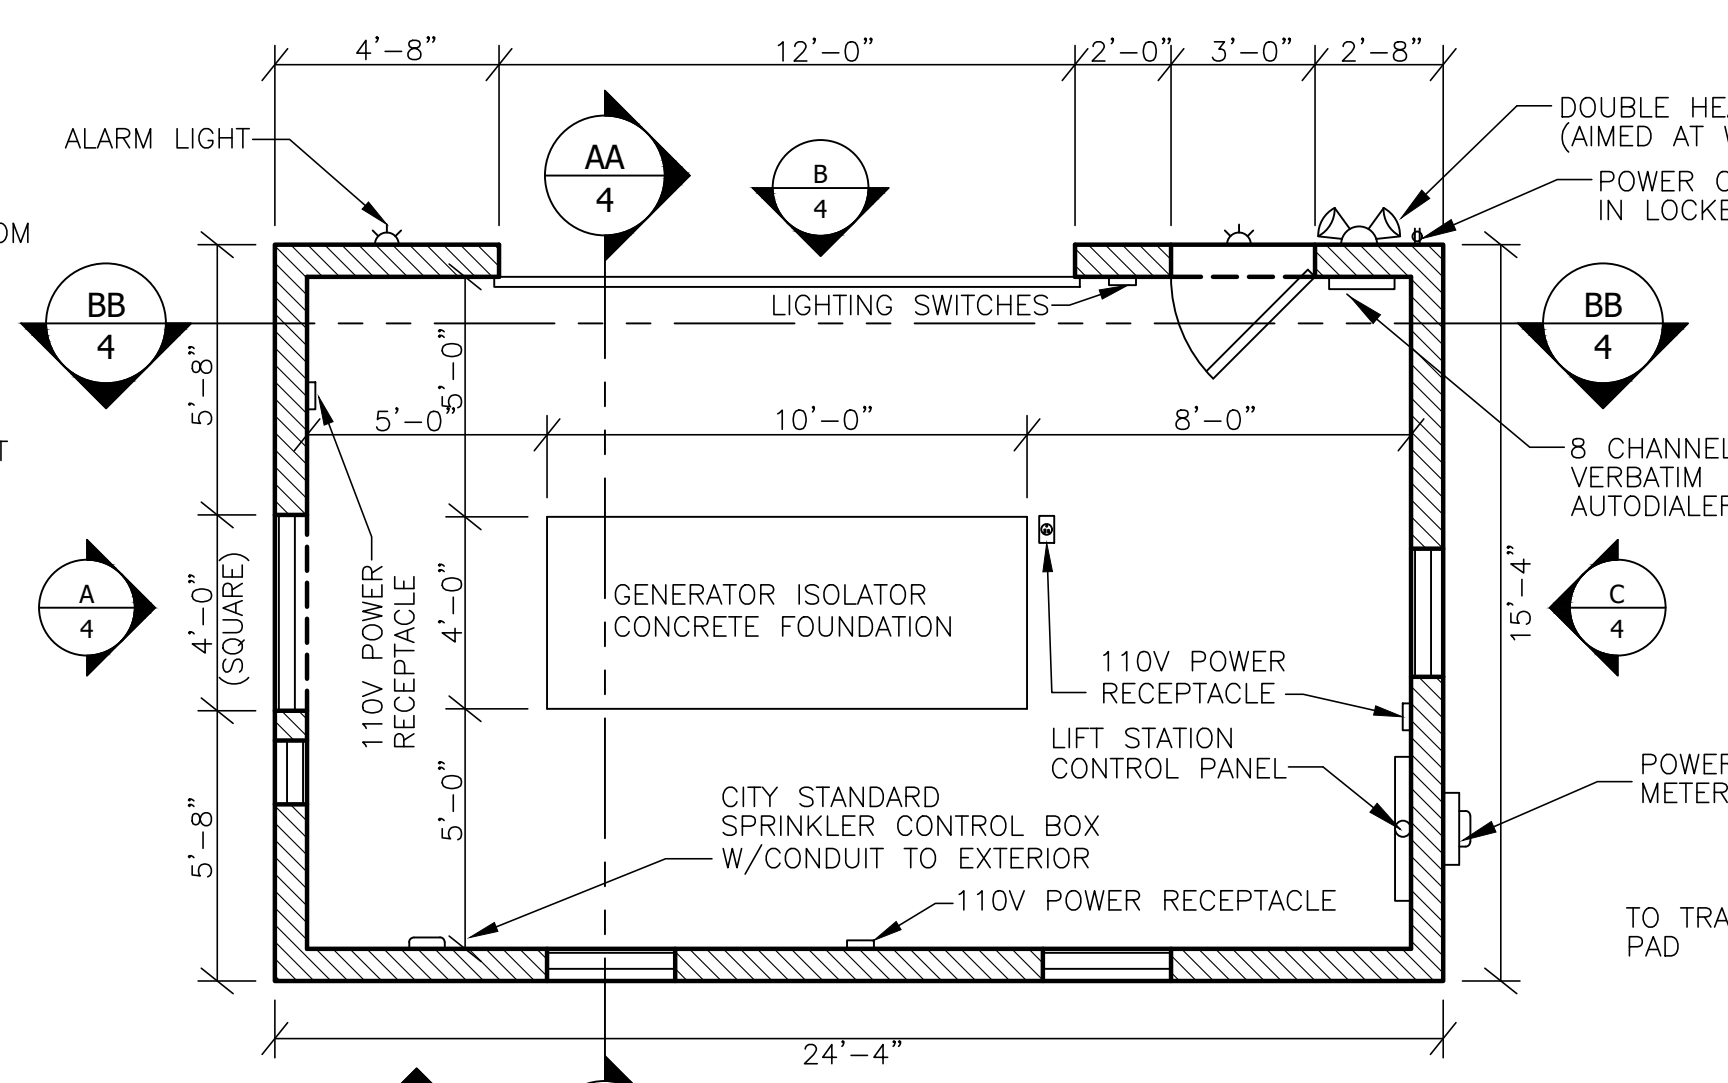 4'-8"
12'-0"
2'-0"
3'-0"
2'-8"
ALARM LIGHT
AA
4
B
4
DOUBLE
(AIMED AT
POWER
IN
BB
4
BB
4
LIGHTING SWITCHES
5'-8"
5'-0"
5'-0"
10'-0"
8'-0"
8 CHANNEL
VERBATIM
AUTODIALER
A
4
4'-0"
(SQUARE)
110V POWER
RECEPTACLE
4'-0"
GENERATOR ISOLATOR
CONCRETE FOUNDATION
15'-4"
C
4
110V POWER
RECEPTACLE
LIFT STATION
CONTROL PANEL
POWER
METER
5'-8"
5'-0"
CITY STANDARD
SPRINKLER CONTROL BOX
W/CONDUIT TO EXTERIOR
110V POWER RECEPTACLE
TO
PAD
24'-4"